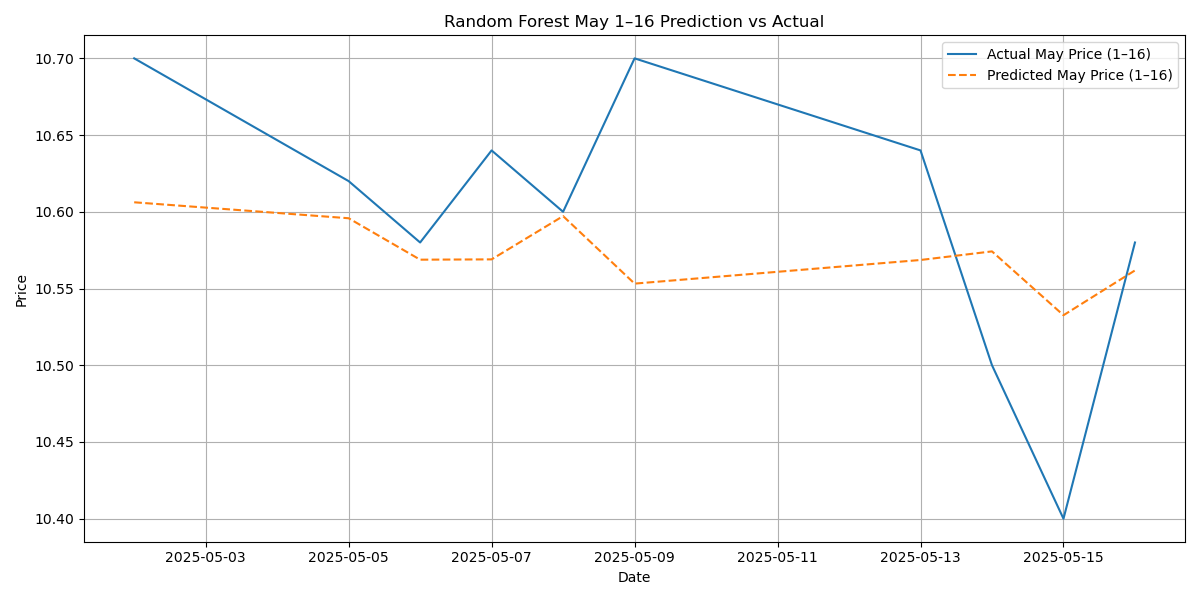 Random Forest May 1–16 Prediction vs Actual
Actual May Price (1–16)
Predicted May Price (1–16)
Price
10.70
10.65
10.60
10.55
10.50
10.45
10.40
2025-05-03 2025-05-05 2025-05-07 2025-05-09 2025-05-11 2025-05-13 2025-05-15
Date